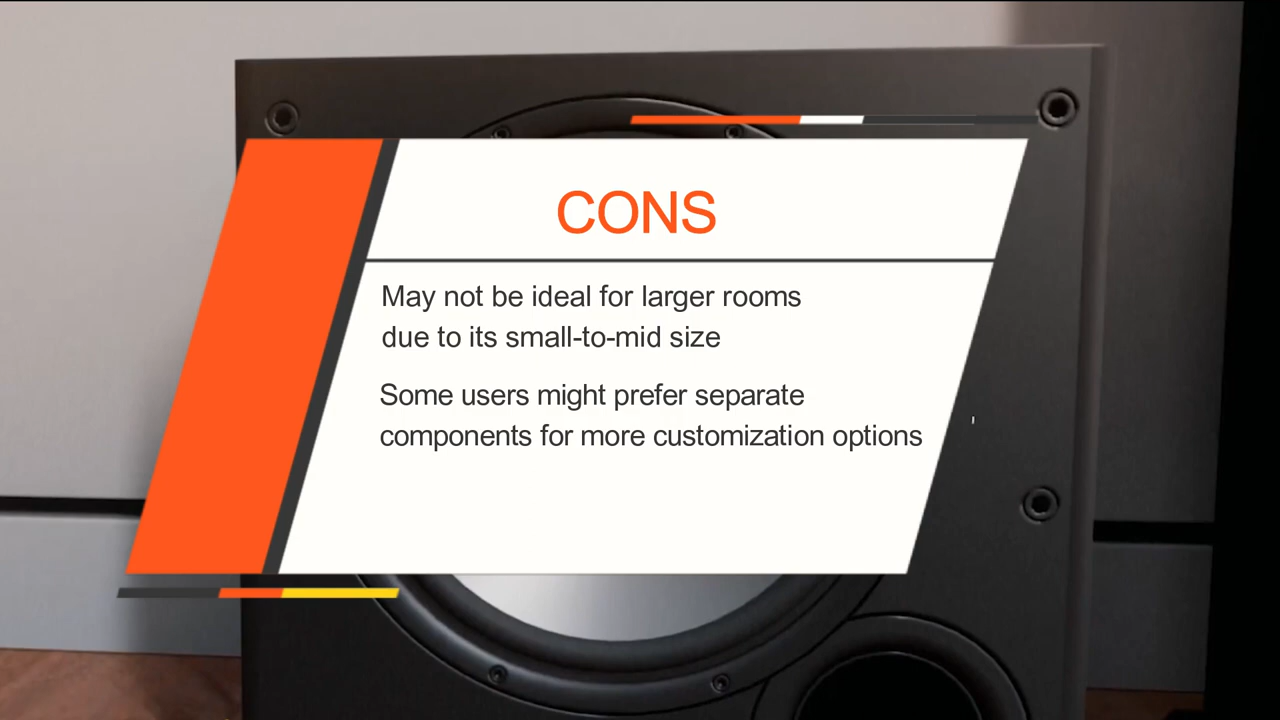 CONS
May not be ideal for larger rooms
due to its small-to-mid size
Some users might prefer separate
components for more customization options